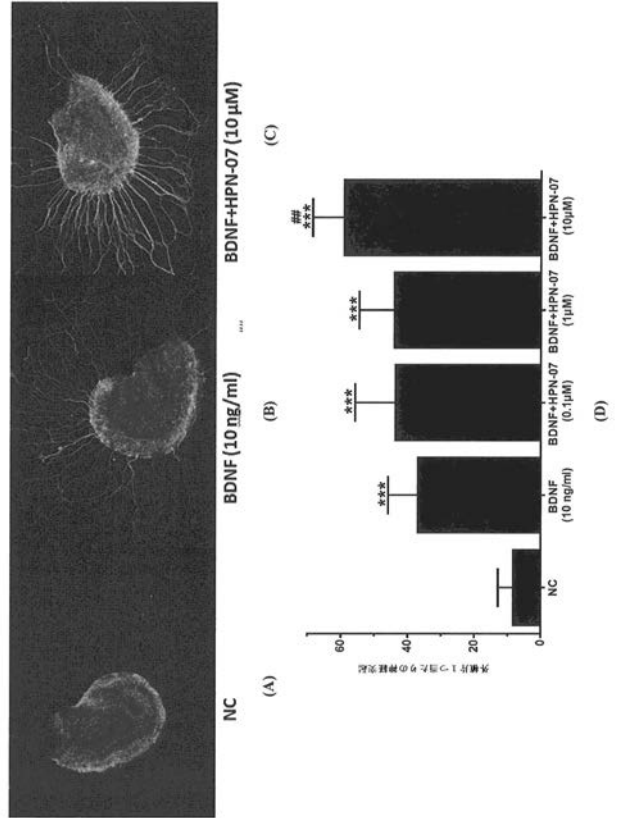 NC
BDNF (10 ng/ml)
BDNF+HPN-07 (10 µM)
(A)
(B)
(C)
外植片1つ当たりの神経突起
60
40
20
0
***
***
***
##
***
NC
BDNF
(10 ng/ml)
BDNF+HPN-07
(0.1µM)
BDNF+HPN-07
(1µM)
BDNF+HPN-07
(10µM)
(D)